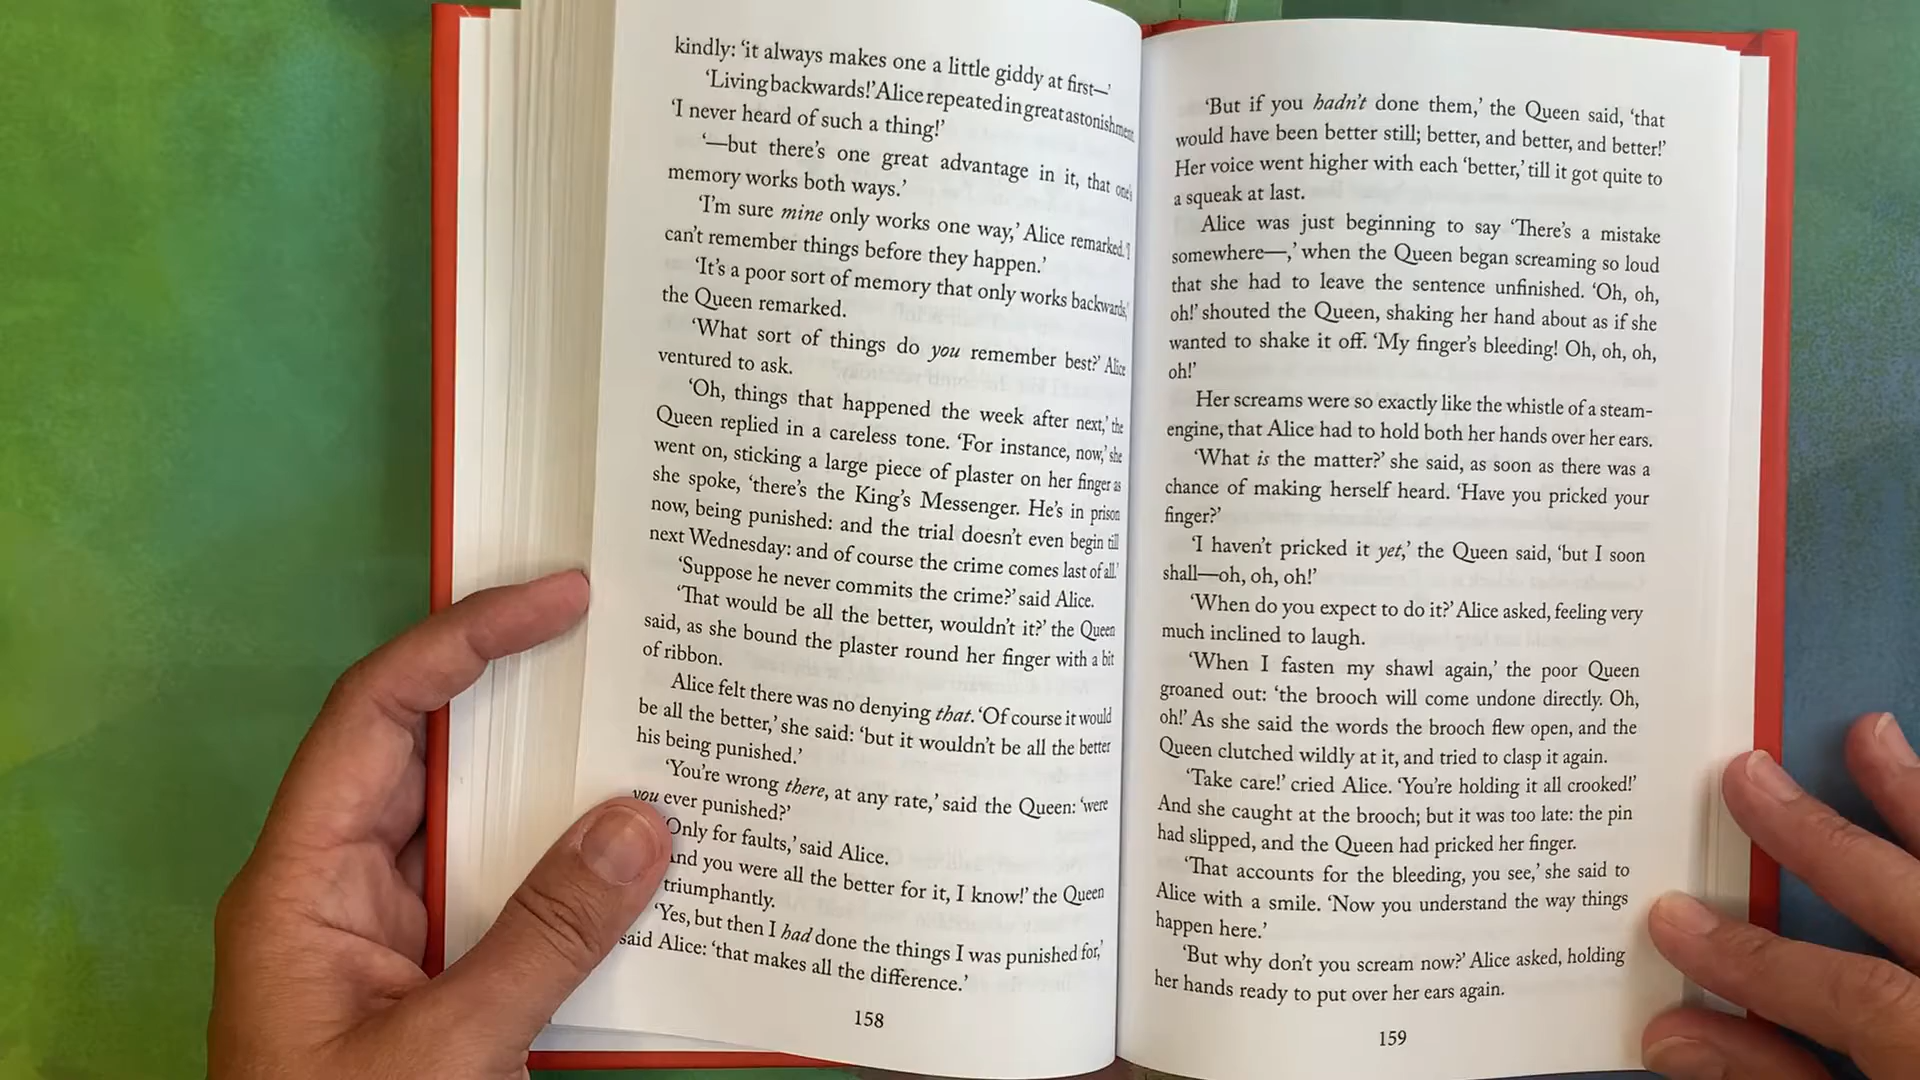 kindly: ‘it always makes one a little giddy at first—’
‘Living backwards!’ Alice repeated in great astonishment.
‘I never heard of such a thing!’
‘—but there’s one great advantage in it, that one’s
memory works both ways.’
‘I’m sure mine only works one way,’ Alice remarked. ‘I
can’t remember things before they happen.’
‘It’s a poor sort of memory that only works backwards,’
the Queen remarked.
‘What sort of things do you remember best?’ Alice
ventured to ask.
‘Oh, things that happened the week after next,’ the
Queen replied in a careless tone. ‘For instance, now,’ she
went on, sticking a large piece of plaster on her finger as
she spoke, ‘there’s the King’s Messenger. He’s in prison
now, being punished: and the trial doesn’t even begin till
next Wednesday: and of course the crime comes last of all.’
‘Suppose he never commits the crime?’ said Alice.
‘That would be all the better, wouldn’t it?’ the Queen
said, as she bound the plaster round her finger with a bit
of ribbon.
Alice felt there was no denying that. ‘Of course it would
be all the better,’ she said: ‘but it wouldn’t be all the better
his being punished.’
‘You’re wrong there, at any rate,’ said the Queen: ‘were
you ever punished?’
‘Only for faults,’ said Alice.
And you were all the better for it, I know!’ the Queen
triumphantly.
‘Yes, but then I had done the things I was punished for,’
said Alice: ‘that makes all the difference.’
158
‘But if you hadn’t done them,’ the Queen said, ‘that
would have been better still; better, and better, and better!’
Her voice went higher with each ‘better,’ till it got quite to
a squeak at last.
Alice was just beginning to say ‘There’s a mistake
somewhere—,’ when the Queen began screaming so loud
that she had to leave the sentence unfinished. ‘Oh, oh,
oh!’ shouted the Queen, shaking her hand about as if she
wanted to shake it off. ‘My finger’s bleeding! Oh, oh, oh,
oh!’
Her screams were so exactly like the whistle of a steam-
engine, that Alice had to hold both her hands over her ears.
‘What is the matter?’ she said, as soon as there was a
chance of making herself heard. ‘Have you pricked your
finger?’
‘I haven’t pricked it yet,’ the Queen said, ‘but I soon
shall—oh, oh, oh!’
‘When do you expect to do it?’ Alice asked, feeling very
much inclined to laugh.
‘When I fasten my shawl again,’ the poor Queen
groaned out: ‘the brooch will come undone directly. Oh,
oh!’ As she said the words the brooch flew open, and the
Queen clutched wildly at it, and tried to clasp it again.
‘Take care!’ cried Alice. ‘You’re holding it all crooked!’
And she caught at the brooch; but it was too late: the pin
had slipped, and the Queen had pricked her finger.
‘That accounts for the bleeding, you see,’ she said to
Alice with a smile. ‘Now you understand the way things
happen here.’
‘But why don’t you scream now?’ Alice asked, holding
her hands ready to put over her ears again.
159